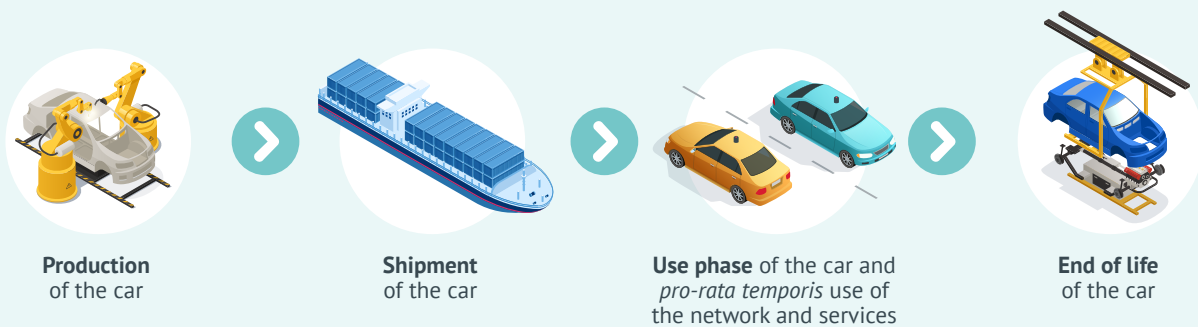 Production
of the car
Shipment
of the car
Use phase of the car and
pro-rata temporis use of
the network and services
End of life
of the car